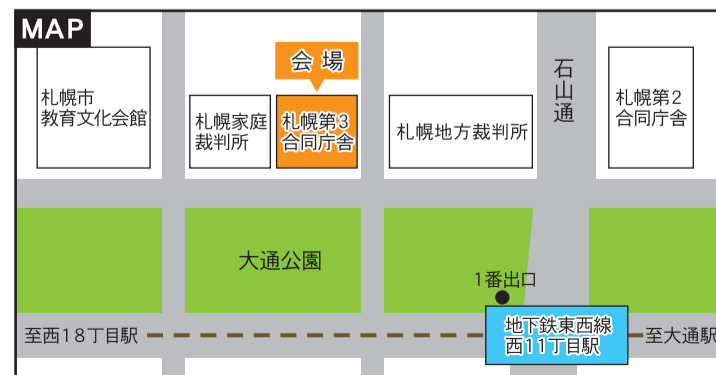 MAP
会場
札幌市
教育文化会館
札幌家庭
裁判所
札幌第3
合同庁舎
札幌地方裁判所
石山通
札幌第2
合同庁舎
大通公園
1番出口
至西18丁目駅
地下鉄東西線
西11丁目駅
至大通駅